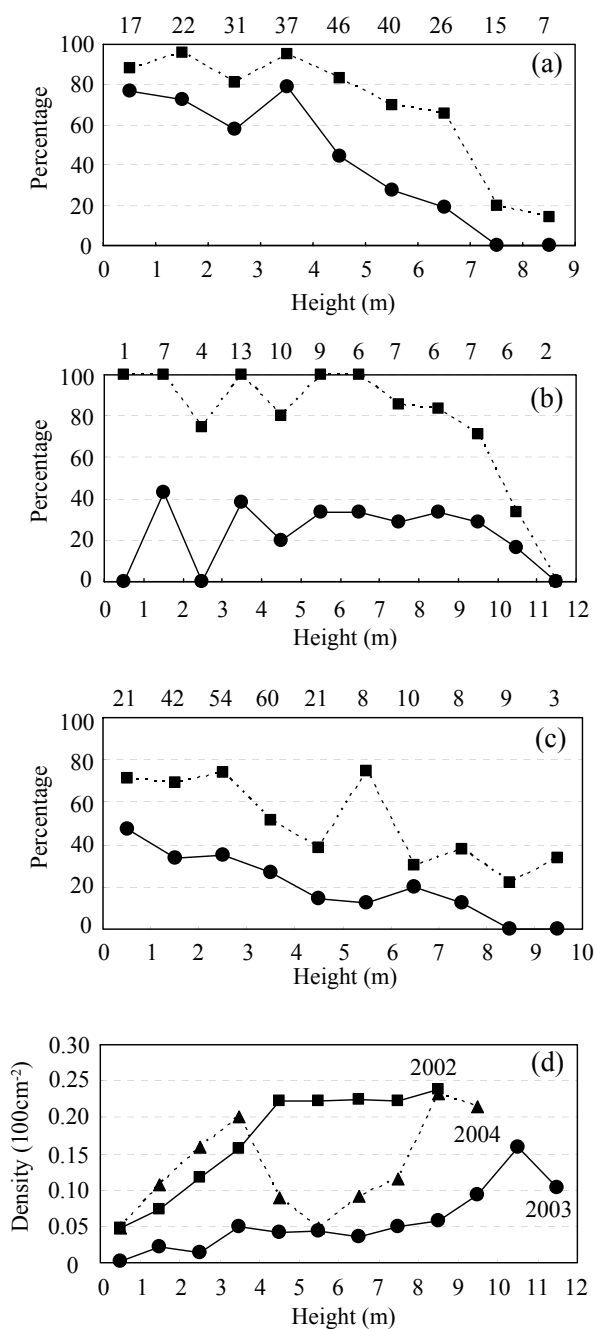 17 22 31 37 46 40 26 15 7
100
(a)
80
60
40
20
0
Percentage
0 1 2 3 4 5 6 7 8 9
Height (m)
1 7 4 13 10 9 6 7 6 7 6 2
100
(b)
80
60
40
20
0
Percentage
0 1 2 3 4 5 6 7 8 9 10 11 12
Height (m)
21 42 54 60 21 8 10 8 9 3
100
(c)
80
60
40
20
0
Percentage
0 1 2 3 4 5 6 7 8 9 10
Height (m)
0.30
(d)
2002
0.25
0.20
2004
0.15
0.10
2003
0.05
0
Density (100cm⁻²)
0 1 2 3 4 5 6 7 8 9 10 11 12
Height (m)